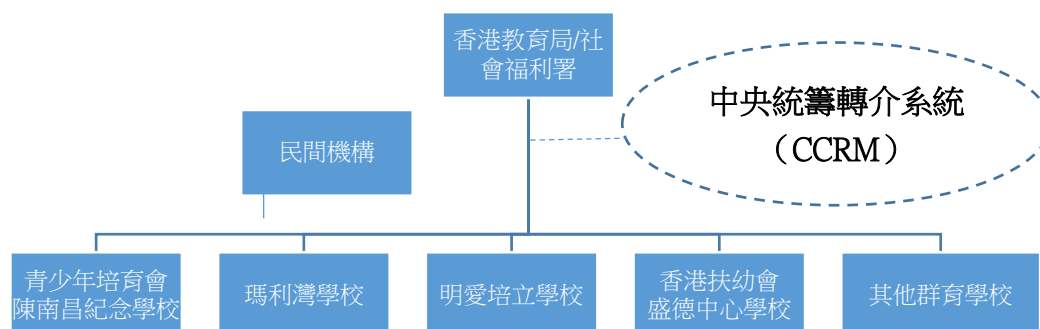 香港教育局/社
會福利署
中央統籌轉介系統
（CCRM）
民間機構
青少年培育會
陳南昌紀念學校
瑪利灣學校
明愛培立學校
香港扶幼會
盛德中心學校
其他群育學校